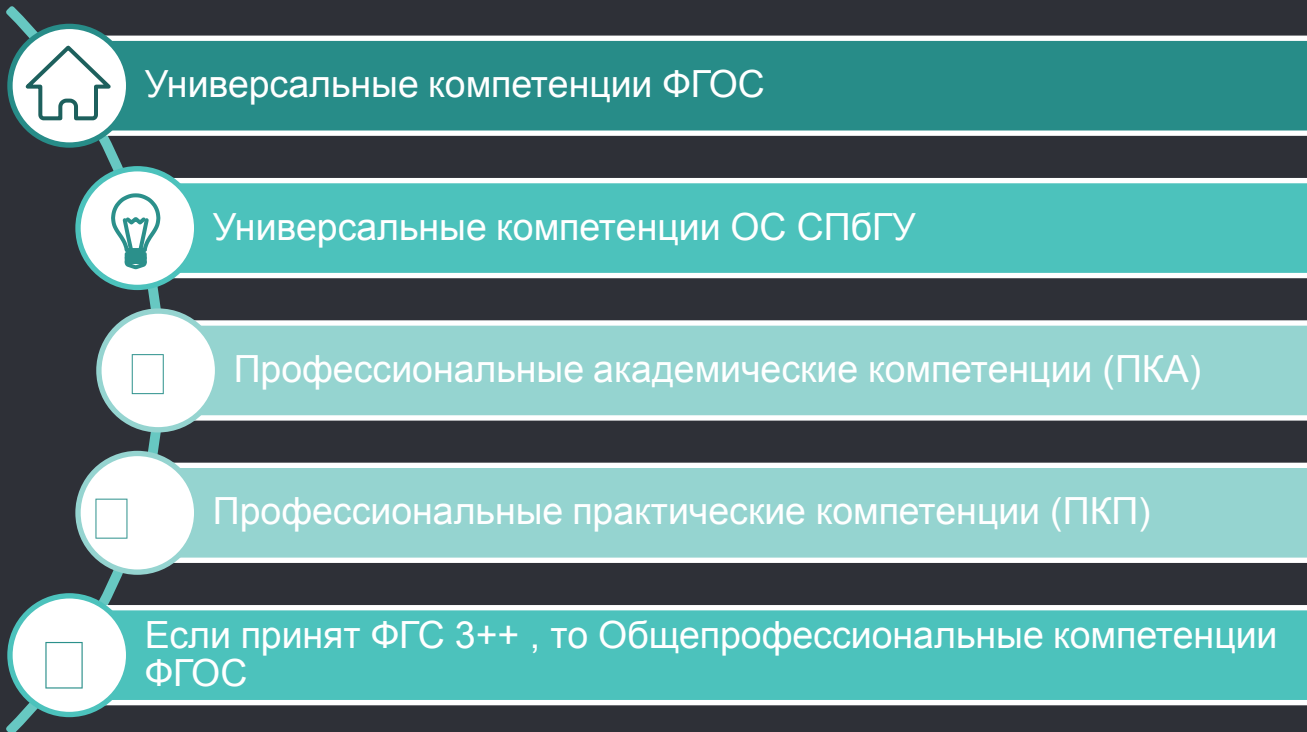 Универсальные компетенции ФГОС
Универсальные компетенции ОС СПбГУ
Профессиональные академические компетенции (ПКА)
Профессиональные практические компетенции (ПКП)
Если принят ФГС 3++ , то Общепрофессиональные компетенции
ФГОС